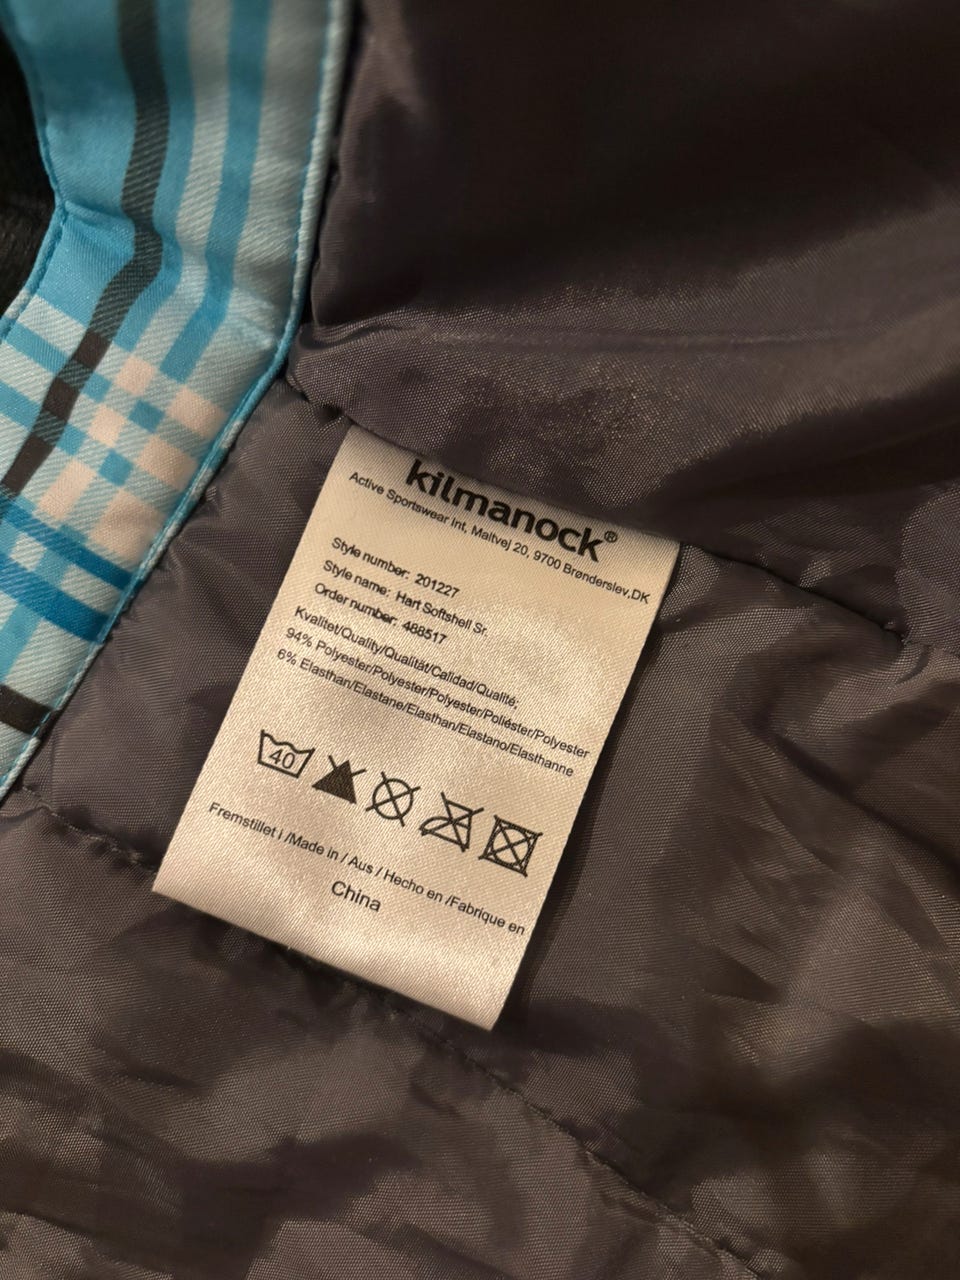 kilmanock®
Active Sportswear Int, Maltvej 20, 9700 Brønderslev.DK
Style number: 201227
Style name: Hart Softshell Sr.
Order number: 488517
Kvalitet/Quality/Qualität/Calidad/Qualité;
94% Polyester/Polyester/Polyester/Poliéster/Polyester
6% Elasthan/Elastane/Elasthan/Elastano/Elasthanne
40
Fremstillet i /Made in / Aus / Hecho en /Fabrique en
China